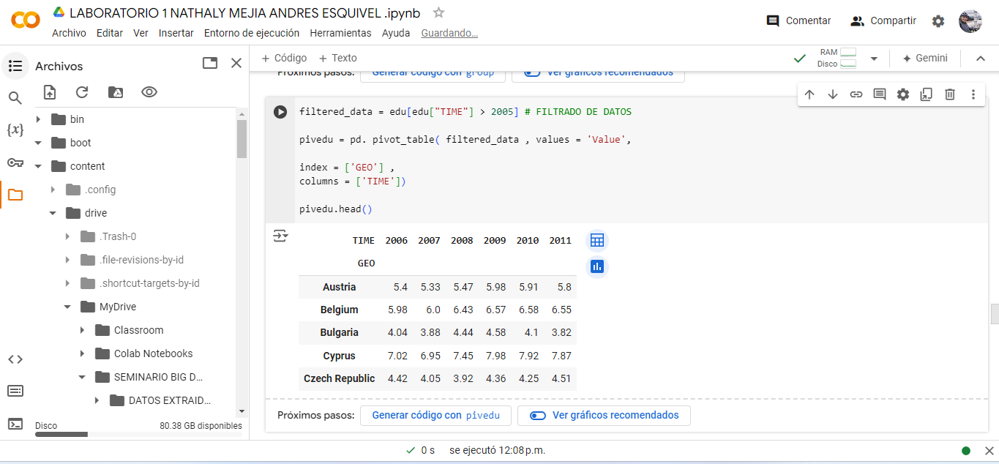 LABORATORIO 1 NATHALY MEJIA ANDRES ESQUIVEL .ipynb
Archivo Editar Ver Insertar Entorno de ejecución Herramientas Ayuda Guardando...
Comentar Compartir
Archivos
+ Código + Texto
RAM
Disco
Gemini
Próximos pasos: Generar código con group Ver gráficos recomendados
bin
boot
content
.config
drive
.Trash-0
.file-revisions-by-id
.shortcut-targets-by-id
MyDrive
Classroom
Colab Notebooks
SEMINARIO BIG D...
DATOS EXTRAID...
Disco 80.38 GB disponibles
filtered_data = edu[edu["TIME"] > 2005] # FILTRADO DE DATOS
pivedu = pd. pivot_table( filtered_data , values = 'Value',
index = ['GEO'] ,
columns = ['TIME'])
pivedu.head()
TIME 2006 2007 2008 2009 2010 2011
GEO
Austria 5.4 5.33 5.47 5.98 5.91 5.8
Belgium 5.98 6.0 6.43 6.57 6.58 6.55
Bulgaria 4.04 3.88 4.44 4.58 4.1 3.82
Cyprus 7.02 6.95 7.45 7.98 7.92 7.87
Czech Republic 4.42 4.05 3.92 4.36 4.25 4.51
Próximos pasos: Generar código con pivedu Ver gráficos recomendados
0 s se ejecutó 12:08 p.m.